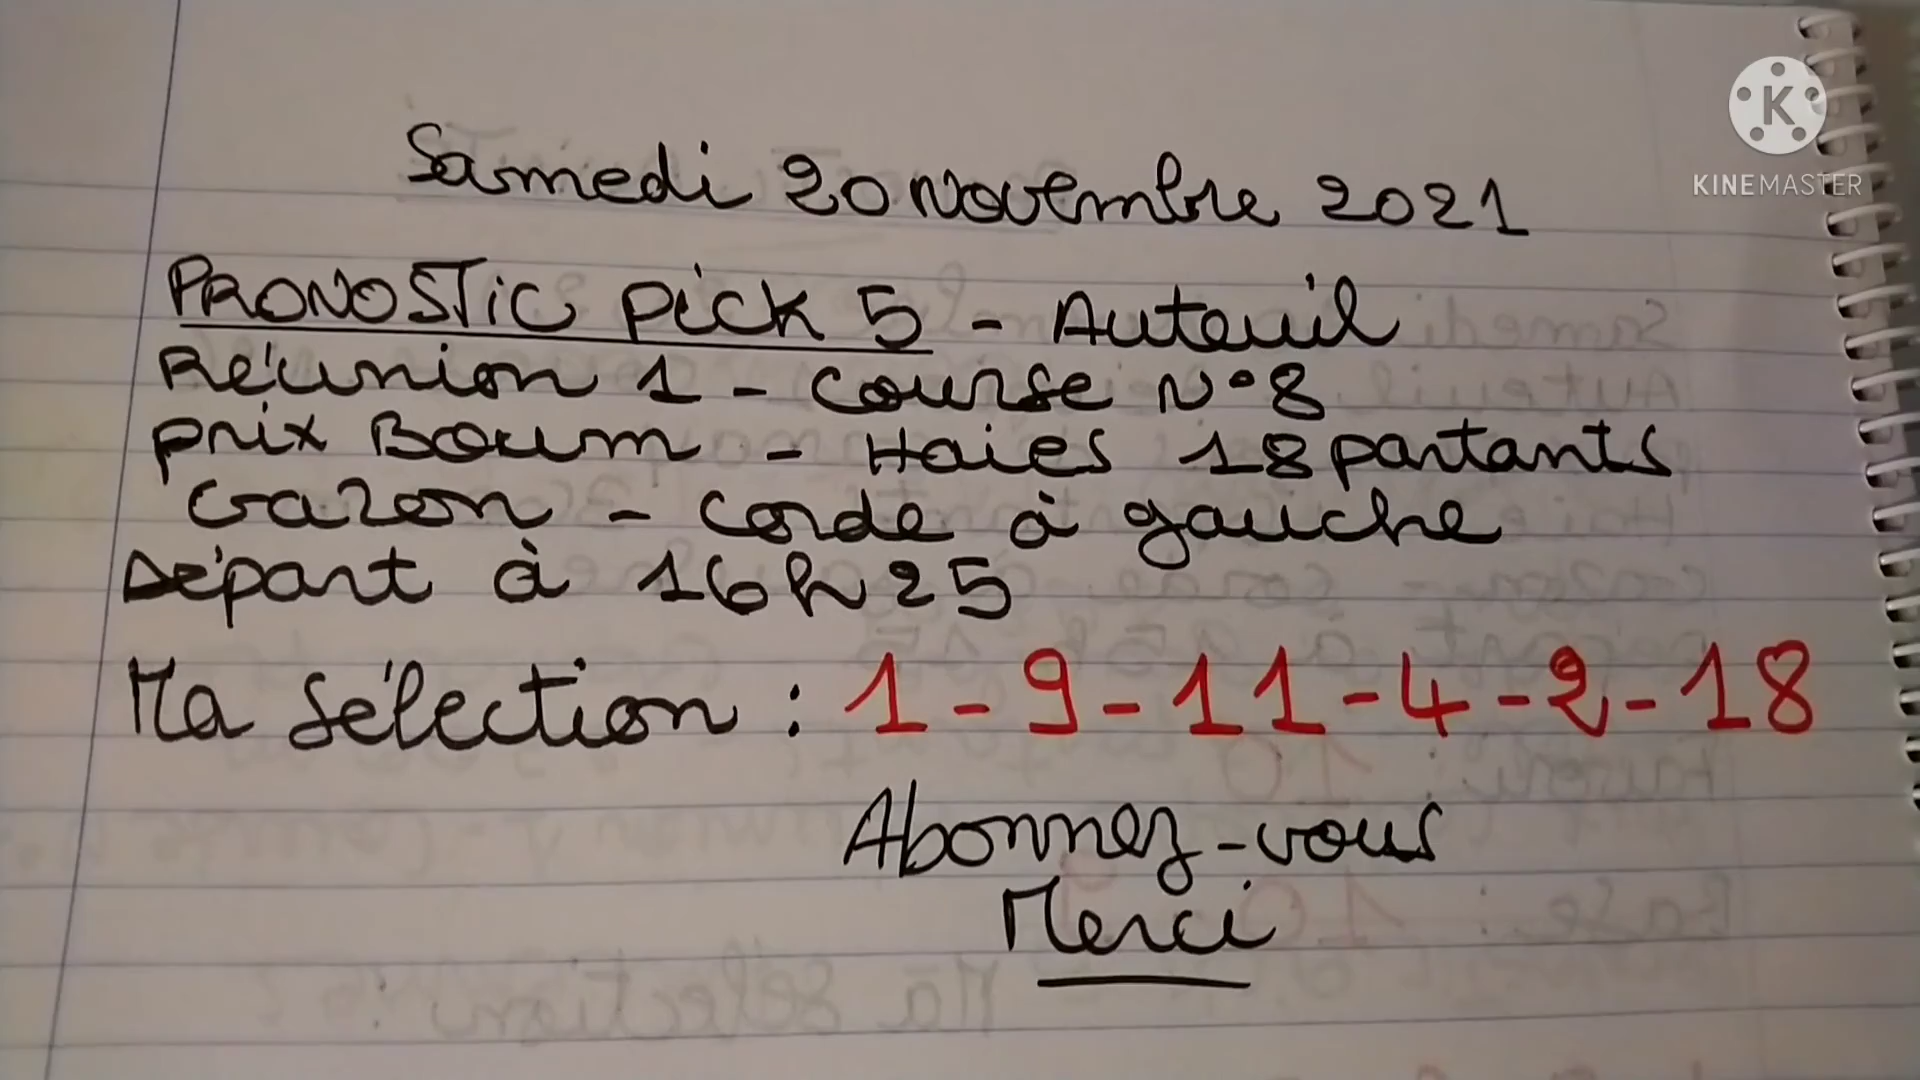 K
KINEMASTER
Samedi 20 Novembre 2021
PRONOSTIC PICK 5 - Auteuil
Réunion 1 - Course N°8
prix Boum - Haies 18 partants
Gazon - Corde à gauche
Départ à 16h25
Ma sélection : 1 - 9 - 11 - 4 - 2 - 18
Abonnez-vous
Merci